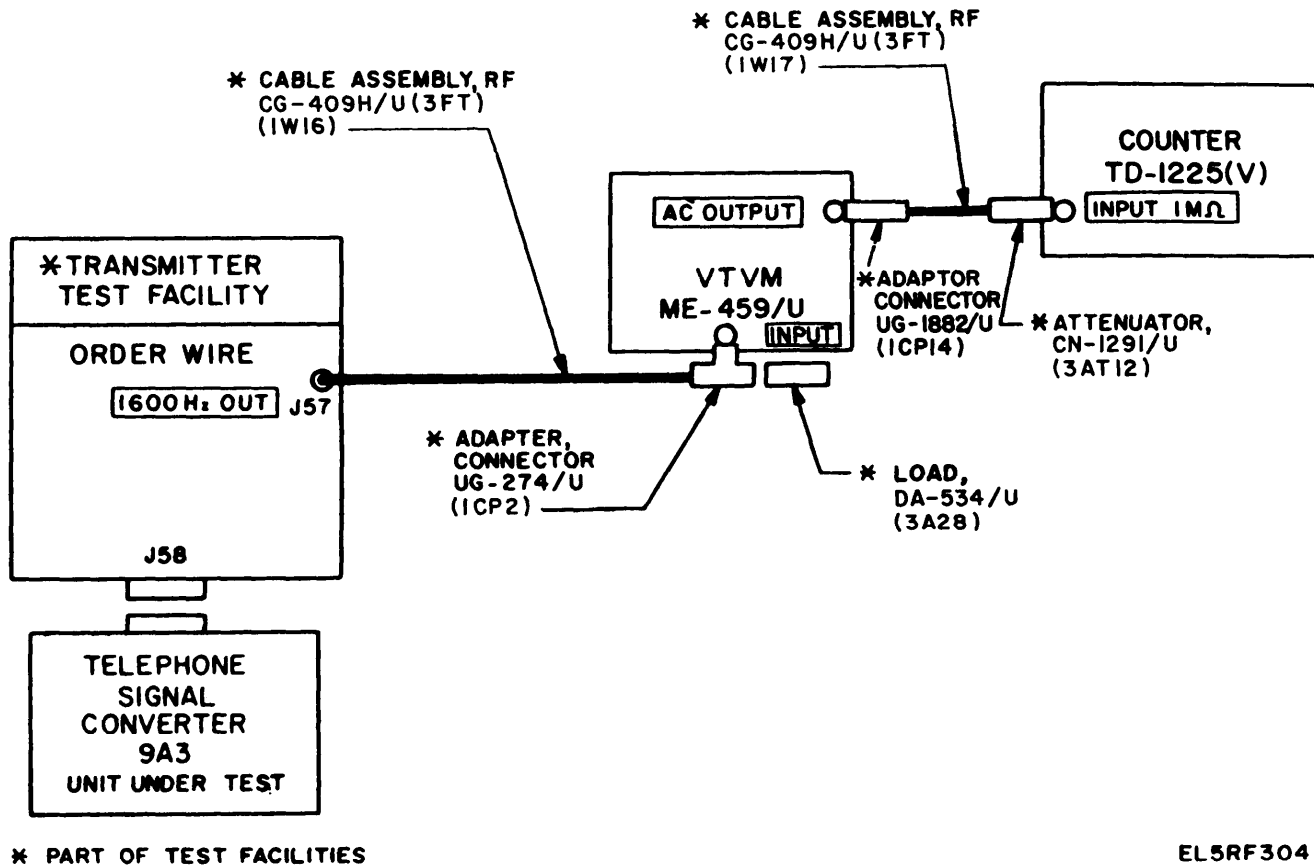 * CABLE ASSEMBLY, RF
CG-409H/U (3FT)
(1W17)
* CABLE ASSEMBLY, RF
CG-409H/U (3FT)
(1W16)
COUNTER
TD-1225(V)
INPUT 1MΩ
AC OUTPUT
VTVM
ME-459/U
INPUT
* ADAPTOR
CONNECTOR
UG-1882/U
(1CP14)
* ATTENUATOR,
CN-1291/U
(3AT12)
* TRANSMITTER
TEST FACILITY
ORDER WIRE
1600 Hz OUT
J57
* ADAPTER,
CONNECTOR
UG-274/U
(1CP2)
* LOAD,
DA-534/U
(3A28)
J58
TELEPHONE
SIGNAL
CONVERTER
9A3
UNIT UNDER TEST
* PART OF TEST FACILITIES
EL5RF304